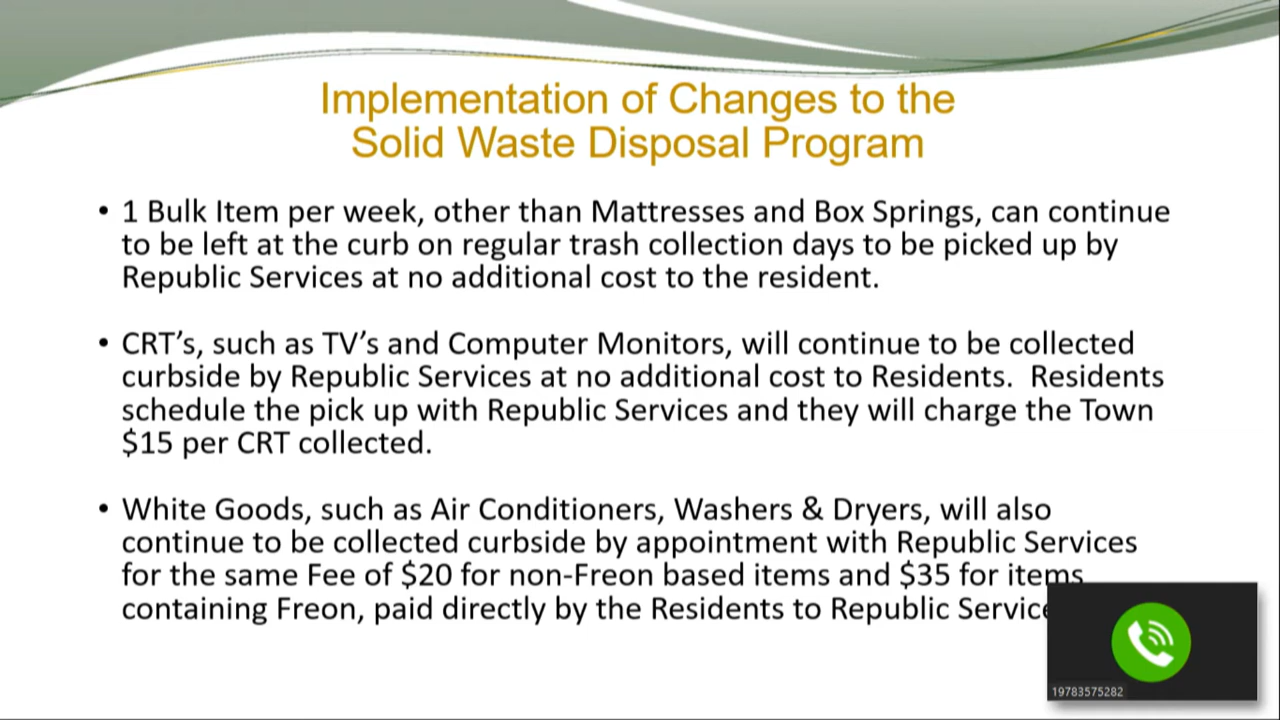 Implementation of Changes to the
Solid Waste Disposal Program
• 1 Bulk Item per week, other than Mattresses and Box Springs, can continue
to be left at the curb on regular trash collection days to be picked up by
Republic Services at no additional cost to the resident.
• CRT’s, such as TV’s and Computer Monitors, will continue to be collected
curbside by Republic Services at no additional cost to Residents.  Residents
schedule the pick up with Republic Services and they will charge the Town
$15 per CRT collected.
• White Goods, such as Air Conditioners, Washers & Dryers, will also
continue to be collected curbside by appointment with Republic Services
for the same Fee of $20 for non-Freon based items and $35 for items
containing Freon, paid directly by the Residents to Republic Service
19783575282